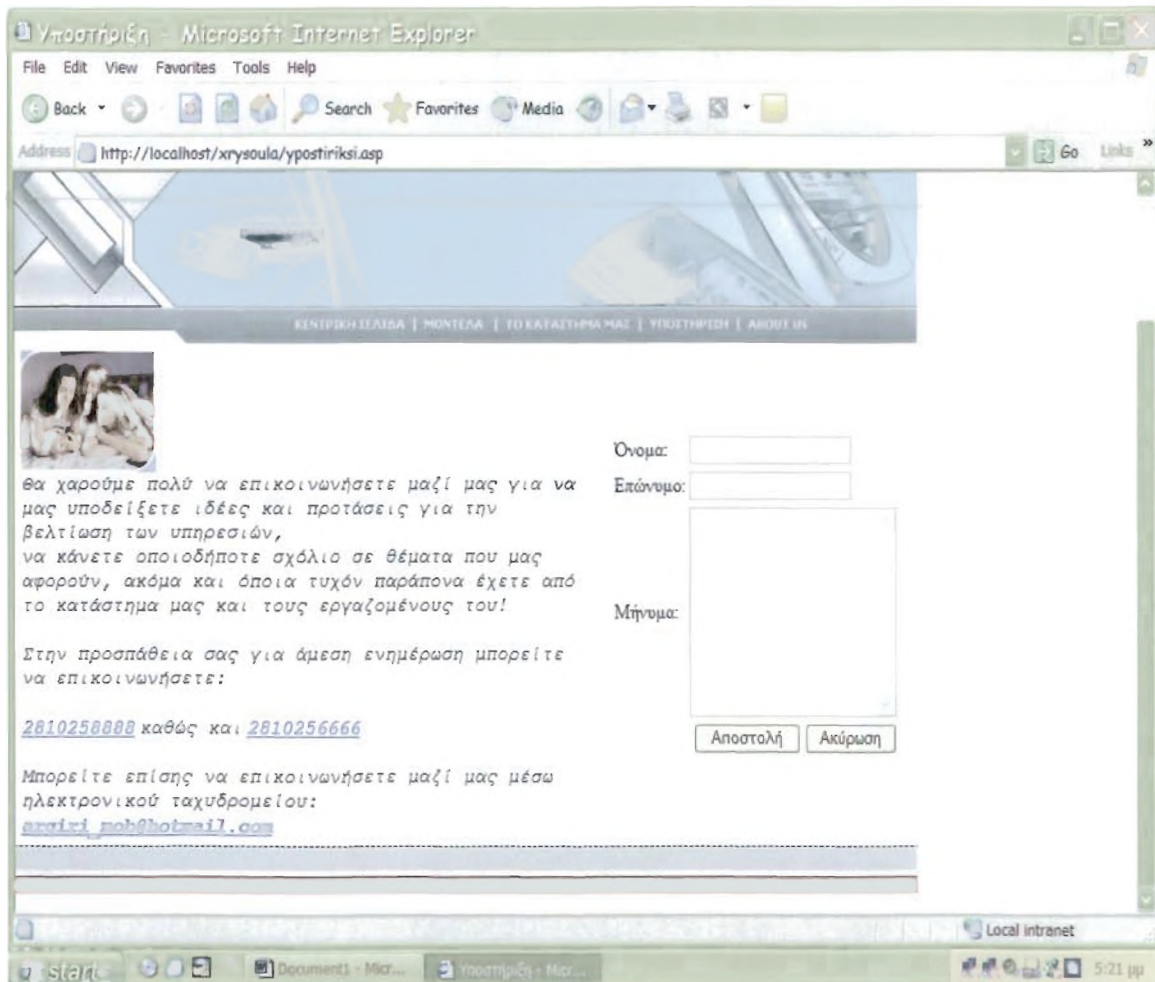 Υποστήριξη - Microsoft Internet Explorer
File Edit View Favorites Tools Help
Back Search Favorites Media
Address http://localhost/xrysoula/ypostiriksi.asp Go Links »
ΚΕΝΤΡΙΚΗ ΣΕΛΙΔΑ | ΜΟΝΤΕΛΑ | ΤΟ ΚΑΤΑΣΤΗΜΑ ΜΑΣ | ΥΠΟΣΤΗΡΙΞΗ | ABOUT US
Θα χαρούμε πολύ να επικοινωνήσετε μαζί μας για να
μας υποδείξετε ιδέες και προτάσεις για την
βελτίωση των υπηρεσιών,
να κάνετε οποιοδήποτε σχόλιο σε θέματα που μας
αφορούν, ακόμα και όποια τυχόν παράπονα έχετε από
το κατάστημα μας και τους εργαζομένους του!
Στην προσπάθεια σας για άμεση ενημέρωση μπορείτε
να επικοινωνήσετε:
2810258888 καθώς και 2810256666
Μπορείτε επίσης να επικοινωνήσετε μαζί μας μέσω
ηλεκτρονικού ταχυδρομείου:
argiri_mob@hotmail.com
Όνομα:
Επώνυμο:
Μήνυμα:
Αποστολή Ακύρωση
Local intranet
start Document1 - Micr... Υποστήριξη - Micr... 5:21 μμ